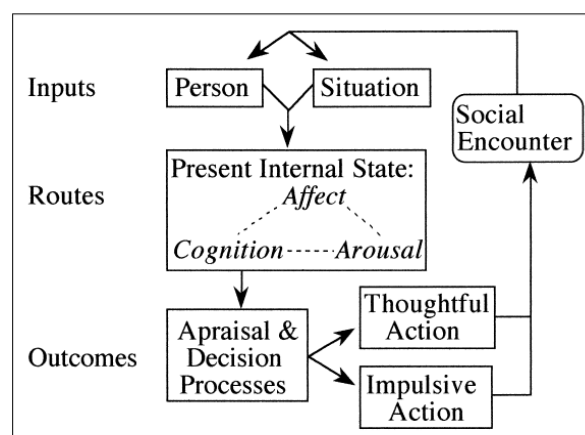 Inputs
Person
Situation
Social
Encounter
Routes
Present Internal State:
Affect
Cognition
Arousal
Outcomes
Apraisal &
Decision
Processes
Thoughtful
Action
Impulsive
Action